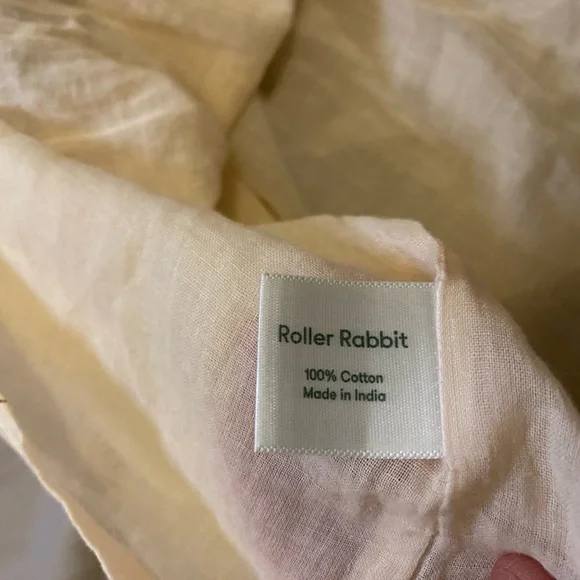 Roller Rabbit
100% Cotton
Made in India